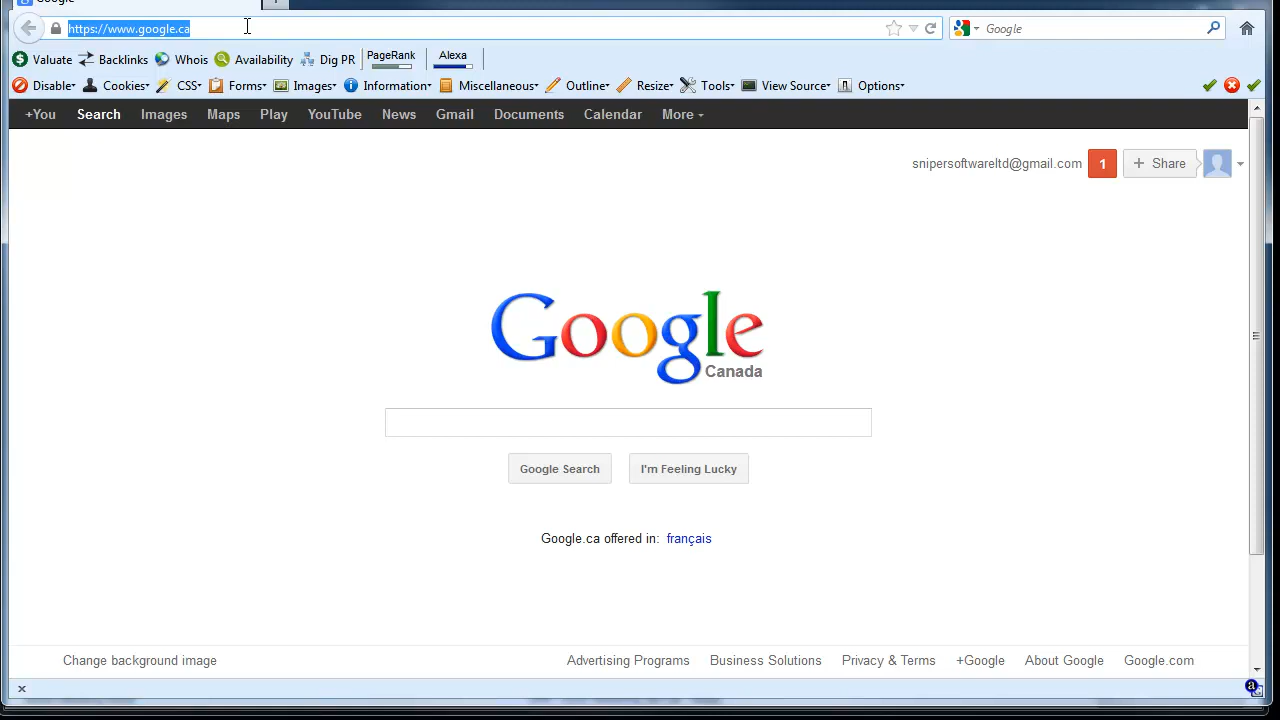 Google
https://www.google.ca
Google
Valuate Backlinks Whois Availability Dig PR PageRank Alexa
Disable Cookies CSS Forms Images Information Miscellaneous Outline Resize Tools View Source Options
+You Search Images Maps Play YouTube News Gmail Documents Calendar More
snipersoftwareltd@gmail.com 1 + Share
Google
Canada
Google Search I'm Feeling Lucky
Google.ca offered in: français
Change background image Advertising Programs Business Solutions Privacy & Terms +Google About Google Google.com